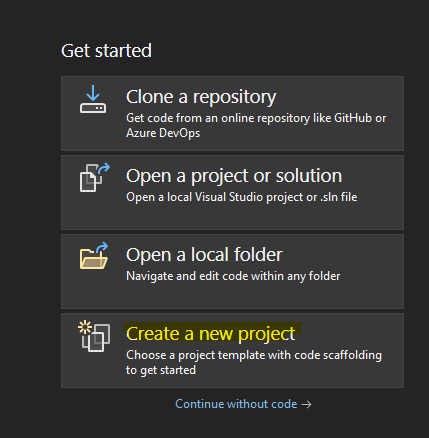 Get started
Clone a repository
Get code from an online repository like GitHub or
Azure DevOps
Open a project or solution
Open a local Visual Studio project or .sln file
Open a local folder
Navigate and edit code within any folder
Create a new project
Choose a project template with code scaffolding
to get started
Continue without code →